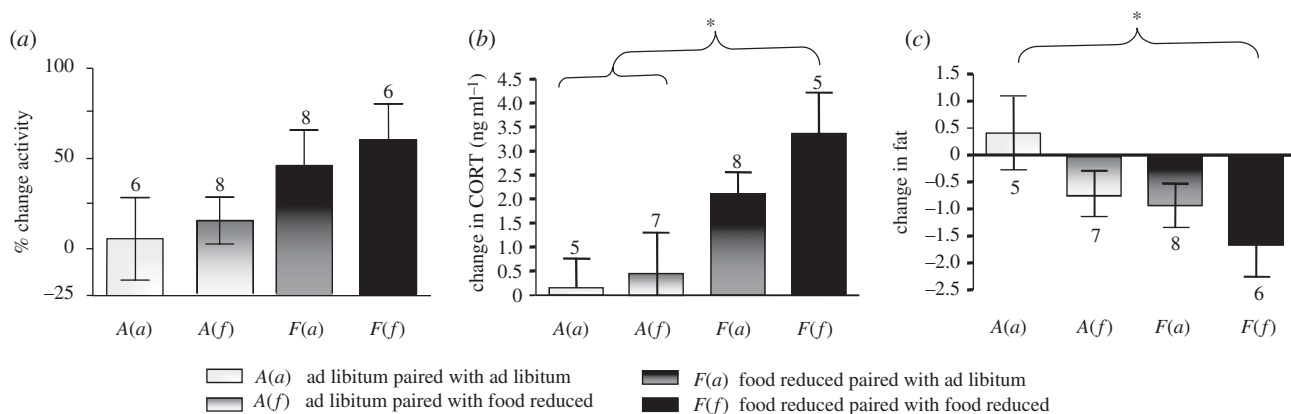 (a)
% change activity
100
50
0
–25
6
8
8
6
A(a)
A(f)
F(a)
F(f)
(b)
*
change in CORT (ng ml–1)
4.5
3.5
3.0
2.5
2.0
1.5
1.0
0.5
0
5
7
8
5
A(a)
A(f)
F(a)
F(f)
(c)
*
change in fat
1.5
1.0
0.5
0
–0.5
–1.0
–1.5
–2.0
–2.5
5
7
8
6
A(a)
A(f)
F(a)
F(f)
A(a) ad libitum paired with ad libitum
A(f) ad libitum paired with food reduced
F(a) food reduced paired with ad libitum
F(f) food reduced paired with food reduced